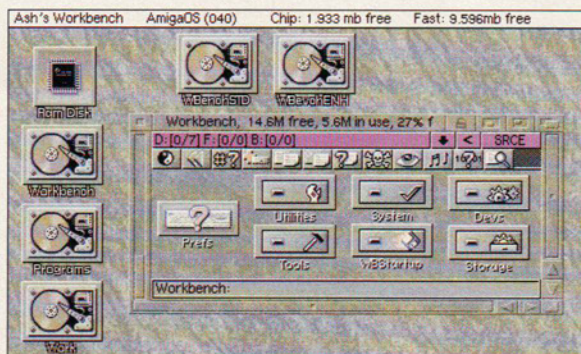 Ash's Workbench AmigaOS (040) Chip: 1.933 mb free Fast: 9.596mb free
Ram Disk
WBenchSTD
Workbench, 14.6M free, 5.6M in use, 27% f
D:[0/7] F:[0/0] B:[0/0] < SRCE
Workbench
Utilities System Devs
Prefs
Tools WBStartup Storage
Programs
Workbench:
Work